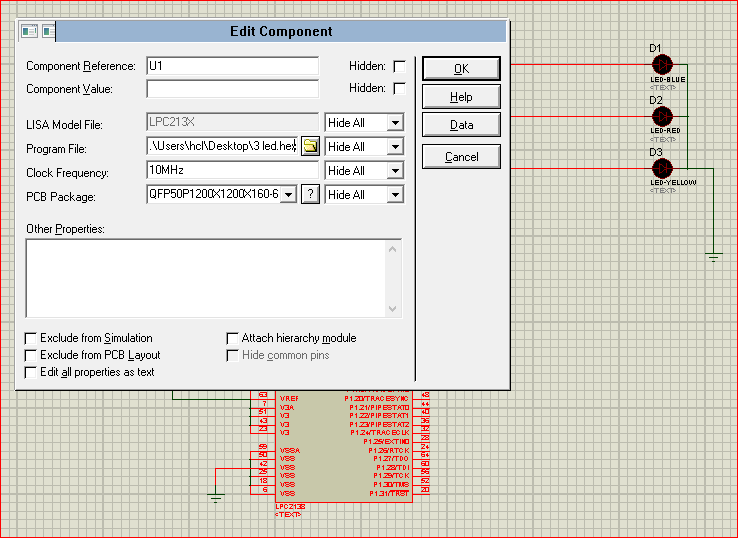 Edit Component
Component Reference: U1 Hidden:
Component Value: Hidden:
LISA Model File: LPC213X Hide All
Program File: .\Users\hcl\Desktop\3 led.hex Hide All
Clock Frequency: 10MHz Hide All
PCB Package: QFP50P1200X1200X160-6 ? Hide All
Other Properties:
Exclude from Simulation
Attach hierarchy module
Exclude from PCB Layout
Hide common pins
Edit all properties as text
OK
Help
Data
Cancel
D1
LED-BLUE
<TEXT>
D2
LED-RED
<TEXT>
D3
LED-YELLOW
<TEXT>
63 VREF P1.20/TRACESYNC 48
7 V3A P1.21/PIPESTAT0 44
51 V3 P1.22/PIPESTAT1 40
43 V3 P1.23/PIPESTAT2 36
23 V3 P1.24/TRACECLK 32
P1.25/EXTIN0 28
59 VSSA P1.26/RTCK 24
50 VSS P1.27/TDO 64
42 VSS P1.28/TDI 60
25 VSS P1.29/TCK 56
18 VSS P1.30/TMS 52
6 VSS P1.31/TRST 20
LPC2138
<TEXT>